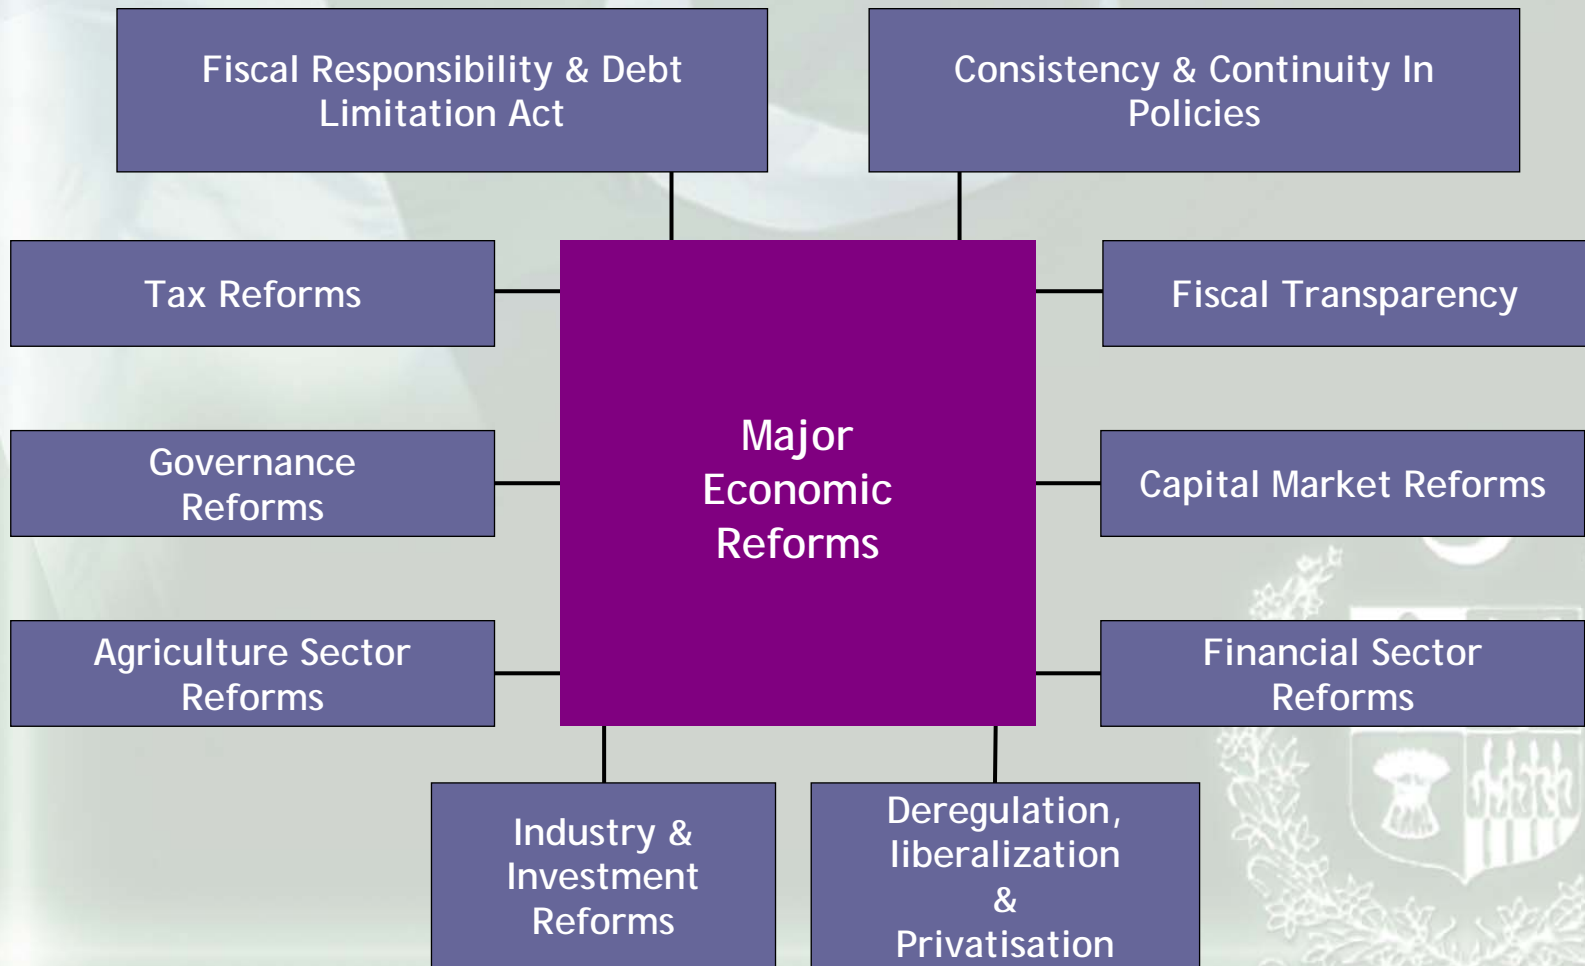 Fiscal Responsibility & Debt
Limitation Act
Consistency & Continuity In
Policies
Tax Reforms
Fiscal Transparency
Governance
Reforms
Major
Economic
Reforms
Capital Market Reforms
Agriculture Sector
Reforms
Financial Sector
Reforms
Industry &
Investment
Reforms
Deregulation,
liberalization
&
Privatisation